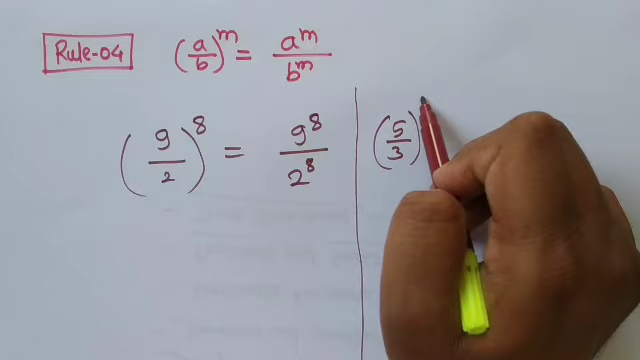 Rule-04 (a/b)^m = a^m/b^m
(9/2)^8 = 9^8/2^8
(5/3)